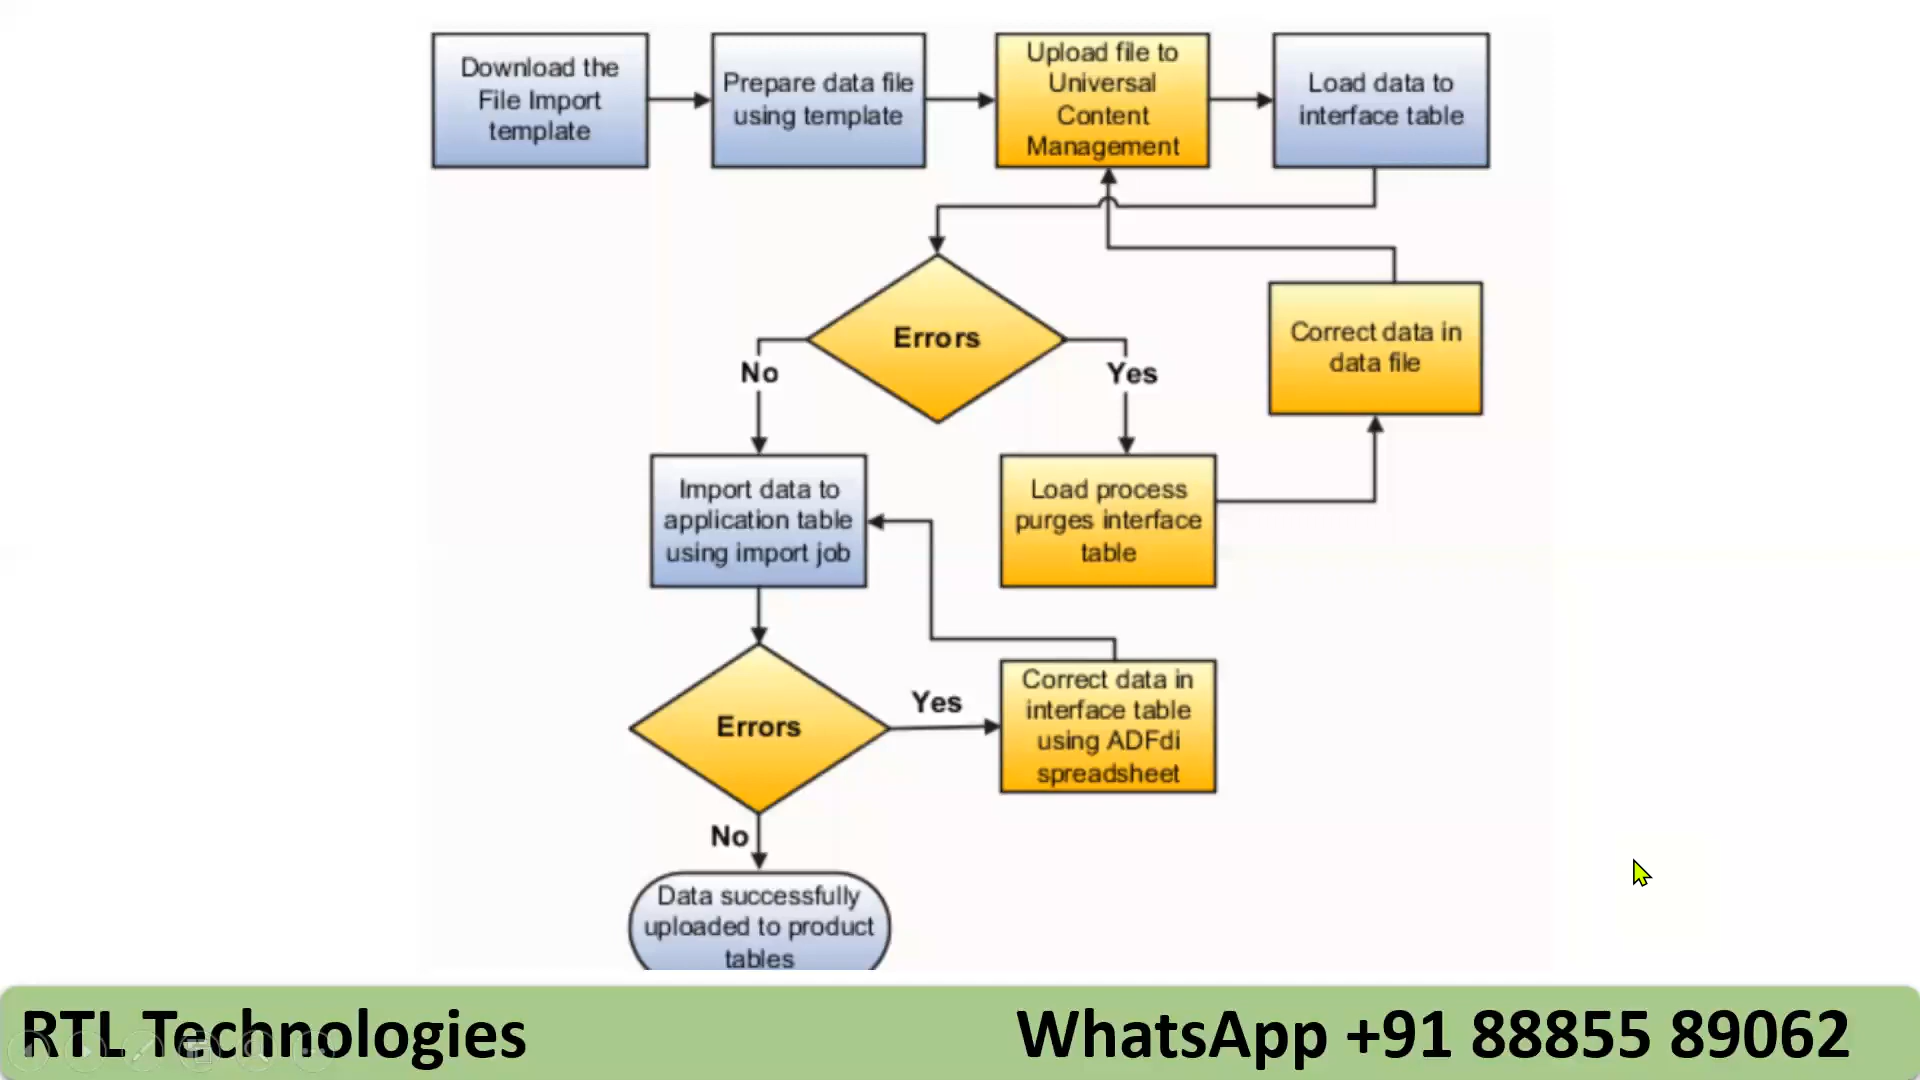 Download the
File Import
template
Prepare data file
using template
Upload file to
Universal
Content
Management
Load data to
interface table
Errors
No
Yes
Correct data in
data file
Import data to
application table
using import job
Load process
purges interface
table
Errors
Yes
Correct data in
interface table
using ADFdi
spreadsheet
No
Data successfully
uploaded to product
tables
RTL Technologies
WhatsApp +91 88855 89062